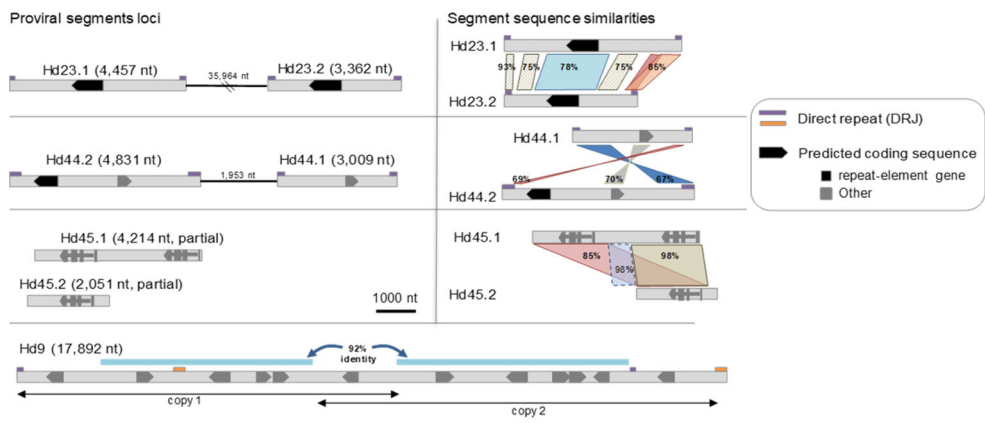 Proviral segments loci
Segment sequence similarities
Hd23.1 (4,457 nt)
35,964 nt
Hd23.2 (3,362 nt)
Hd23.1
93%
75%
78%
75%
85%
Hd23.2
Hd44.2 (4,831 nt)
1,953 nt
Hd44.1 (3,009 nt)
Hd44.1
69%
70%
67%
Hd44.2
Direct repeat (DRJ)
Predicted coding sequence
repeat-element gene
Other
Hd45.1 (4,214 nt, partial)
Hd45.2 (2,051 nt, partial)
1000 nt
Hd45.1
85%
98%
98%
Hd45.2
Hd9 (17,892 nt)
92%
identity
copy 1
copy 2